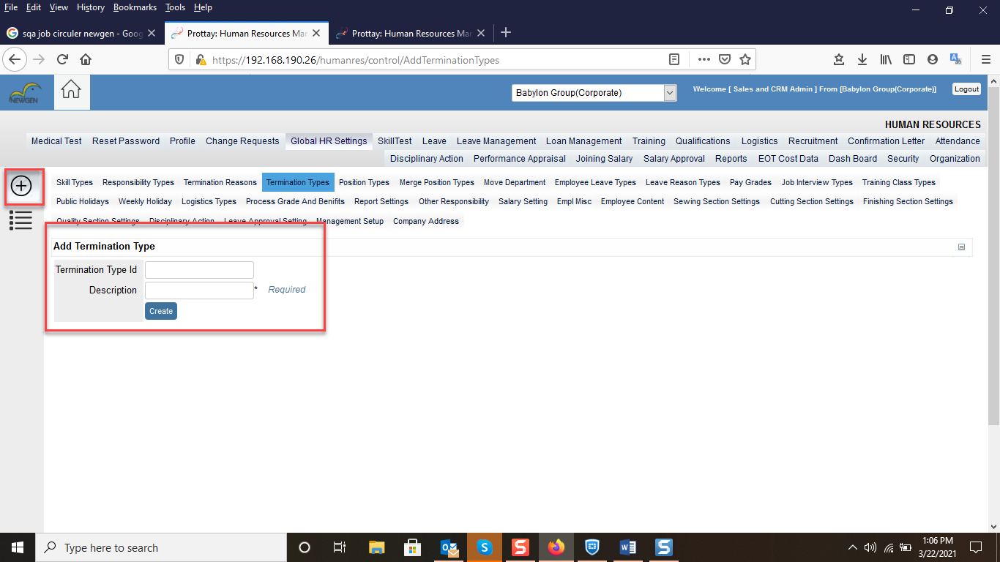 File Edit View History Bookmarks Tools Help
sqa job circuler newgen - Goog
Prottay: Human Resources Mar
Prottay: Human Resources Mar
https://192.168.190.26/humanres/control/AddTerminationTypes
NEWGEN
Babylon Group(Corporate)
Welcome [ Sales and CRM Admin ] From [Babylon Group(Corporate)]
Logout
HUMAN RESOURCES
Medical Test Reset Password Profile Change Requests Global HR Settings SkillTest Leave Leave Management Loan Management Training Qualifications Logistics Recruitment Confirmation Letter Attendance
Disciplinary Action Performance Appraisal Joining Salary Salary Approval Reports EOT Cost Data Dash Board Security Organization
Skill Types Responsibility Types Termination Reasons Termination Types Position Types Merge Position Types Move Department Employee Leave Types Leave Reason Types Pay Grades Job Interview Types Training Class Types
Public Holidays Weekly Holiday Logistics Types Process Grade And Benifits Report Settings Other Responsibility Salary Setting Empl Misc Employee Content Sewing Section Settings Cutting Section Settings Finishing Section Settings
Quality Section Settings Disciplinary Action Leave Approval Setting Management Setup Company Address
Add Termination Type
Termination Type Id
Description * Required
Create
Type here to search
1:06 PM
3/22/2021